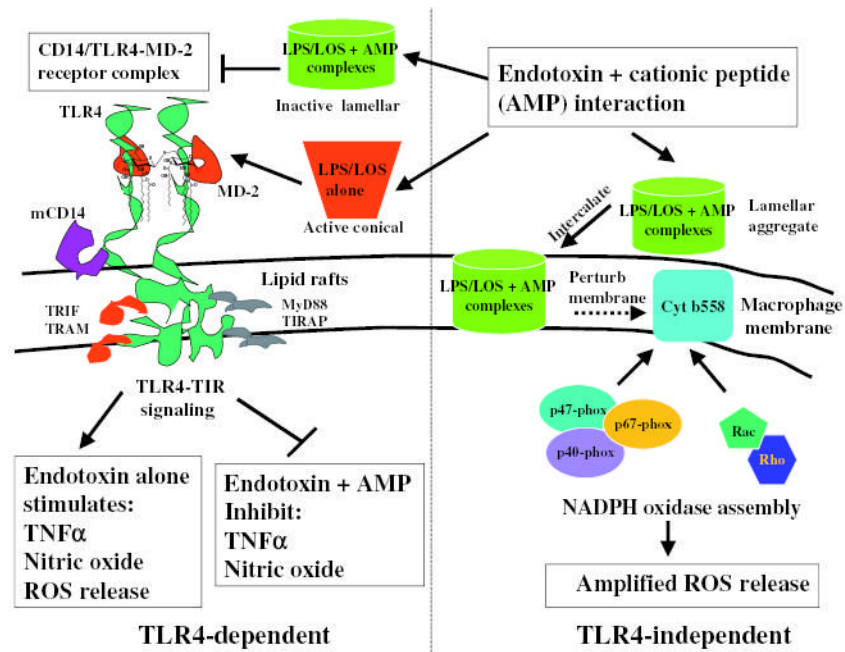 CD14/TLR4-MD-2
receptor complex
LPS/LOS + AMP
complexes
Inactive lamellar
TLR4
LPS/LOS
alone
Active conical
MD-2
mCD14
Lipid rafts
TRIF
TRAM
MyD88
TIRAP
TLR4-TIR
signaling
Endotoxin alone
stimulates:
TNFα
Nitric oxide
ROS release
Endotoxin + AMP
Inhibit:
TNFα
Nitric oxide
TLR4-dependent
Endotoxin + cationic peptide
(AMP) interaction
LPS/LOS + AMP
complexes
Lamellar
aggregate
Intercalate
LPS/LOS + AMP
complexes
Perturb
membrane
Cyt b558
Macrophage
membrane
p47-phox
p67-phox
p40-phox
Rac
Rho
NADPH oxidase assembly
Amplified ROS release
TLR4-independent